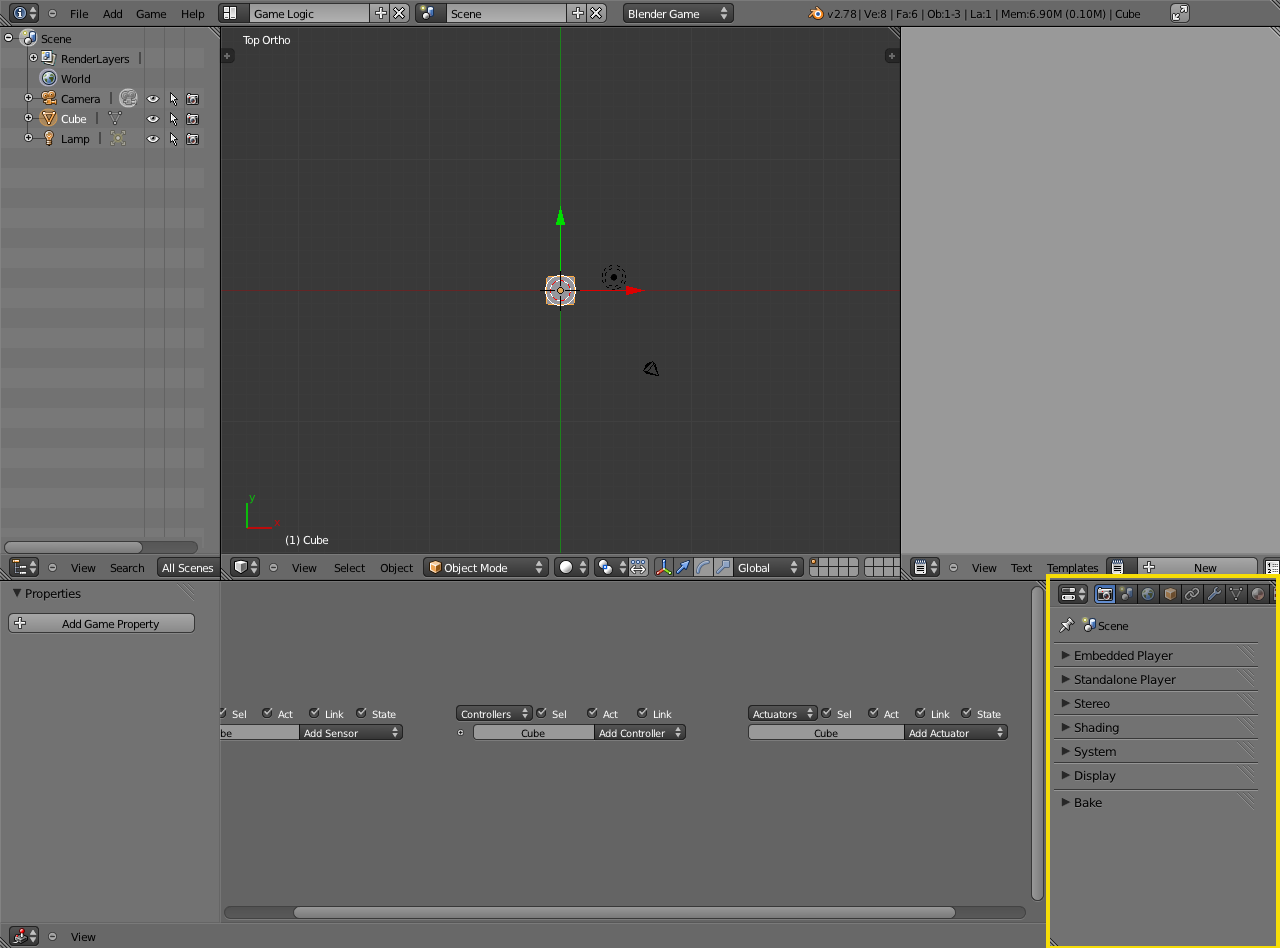 File Add Game Help Game Logic Scene Blender Game v2.78 | Ve:8 | Fa:6 | Ob:1-3 | La:1 | Mem:6.90M (0.10M) | Cube
Scene
RenderLayers
World
Camera
Cube
Lamp
View Search All Scenes
Top Ortho
y
x
(1) Cube
View Select Object Object Mode Global
View Text Templates New
Properties
Add Game Property
Sel Act Link State
be Add Sensor
Controllers Sel Act Link
Cube Add Controller
Actuators Sel Act Link State
Cube Add Actuator
View
Scene
Embedded Player
Standalone Player
Stereo
Shading
System
Display
Bake